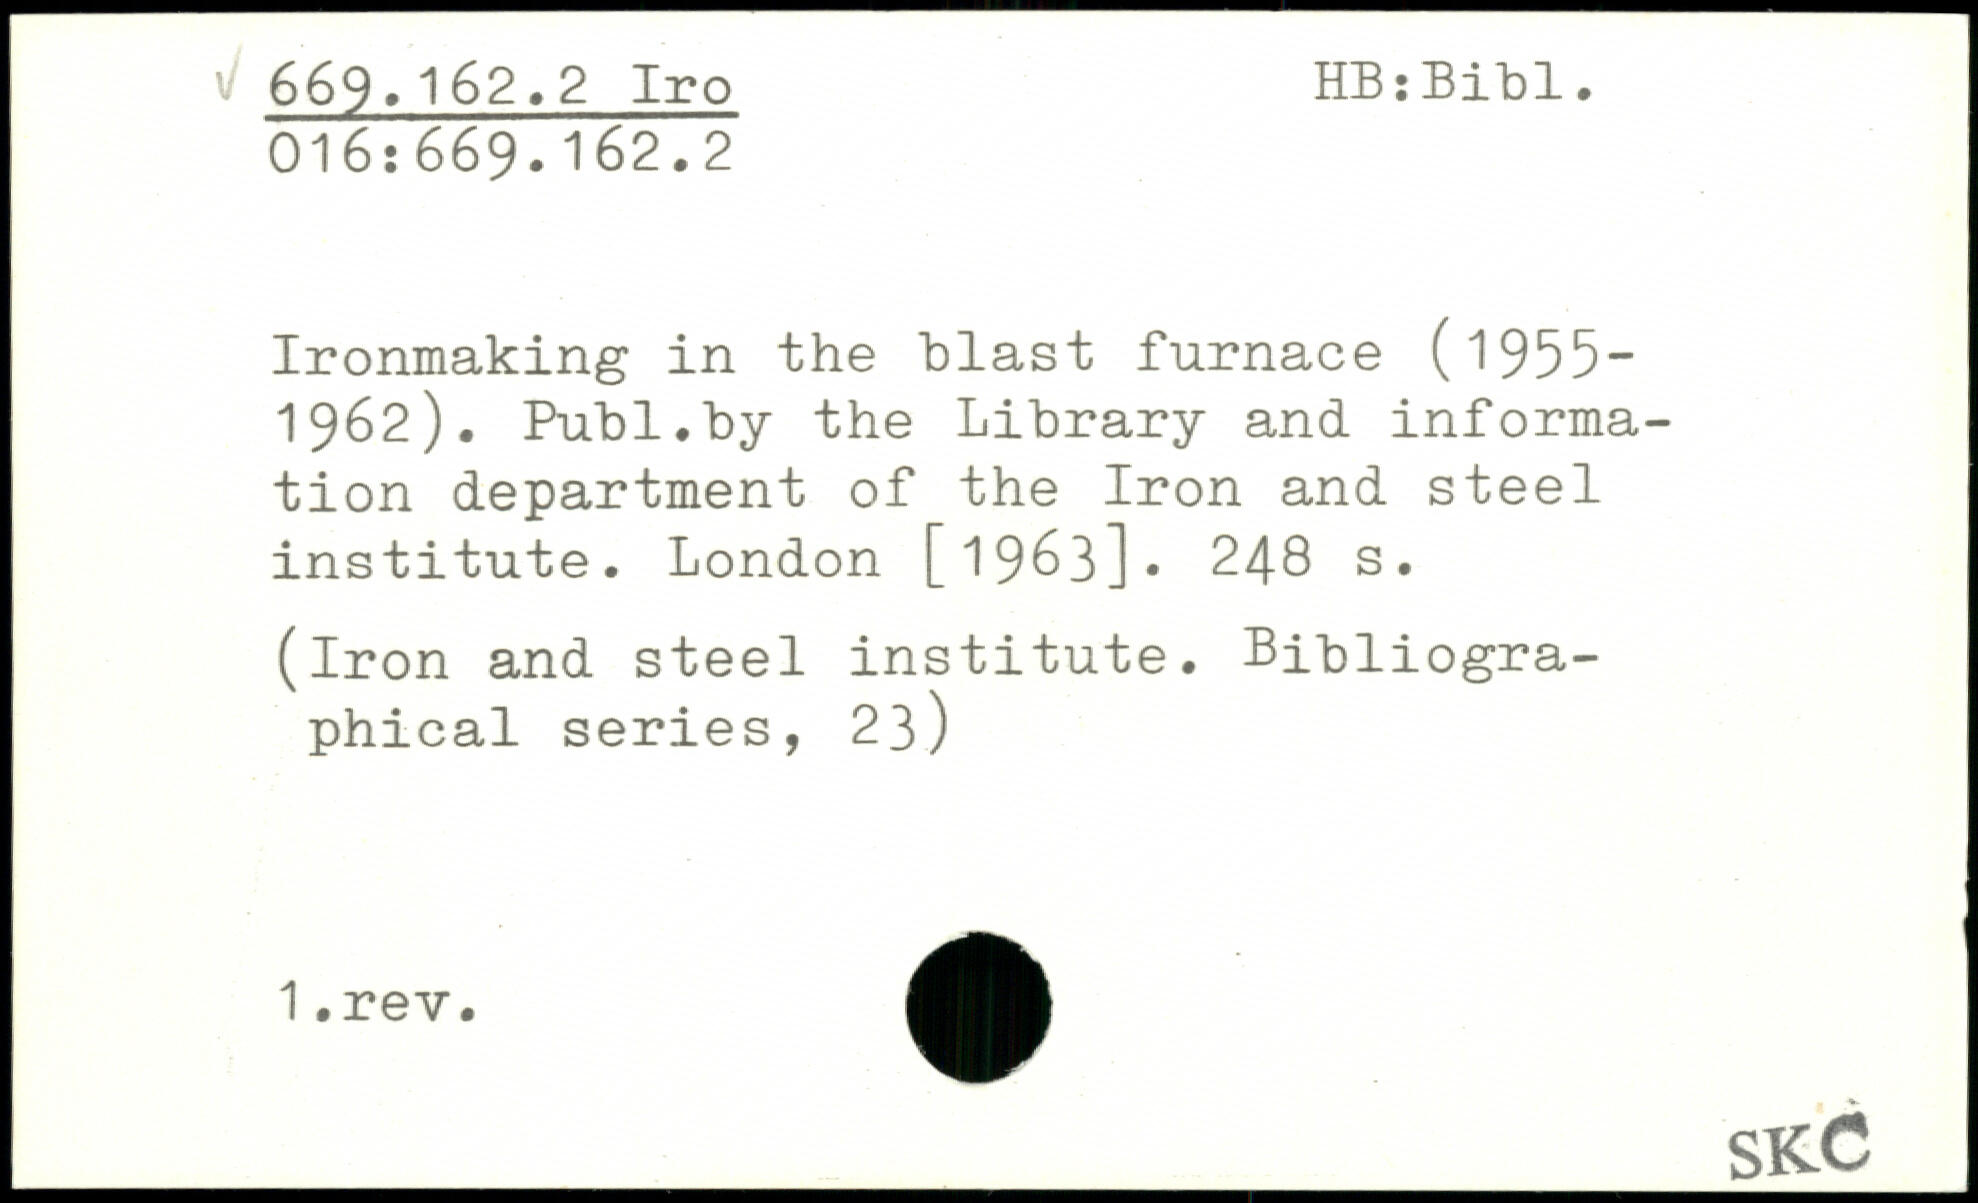 669.162.2 Iro HB:Bibl.
016:669.162.2
Ironmaking in the blast furnace (1955-
1962). Publ.by the Library and informa-
tion department of the Iron and steel
institute. London [1963]. 248 s.
(Iron and steel institute. Bibliogra-
phical series, 23)
1.rev.
SKC